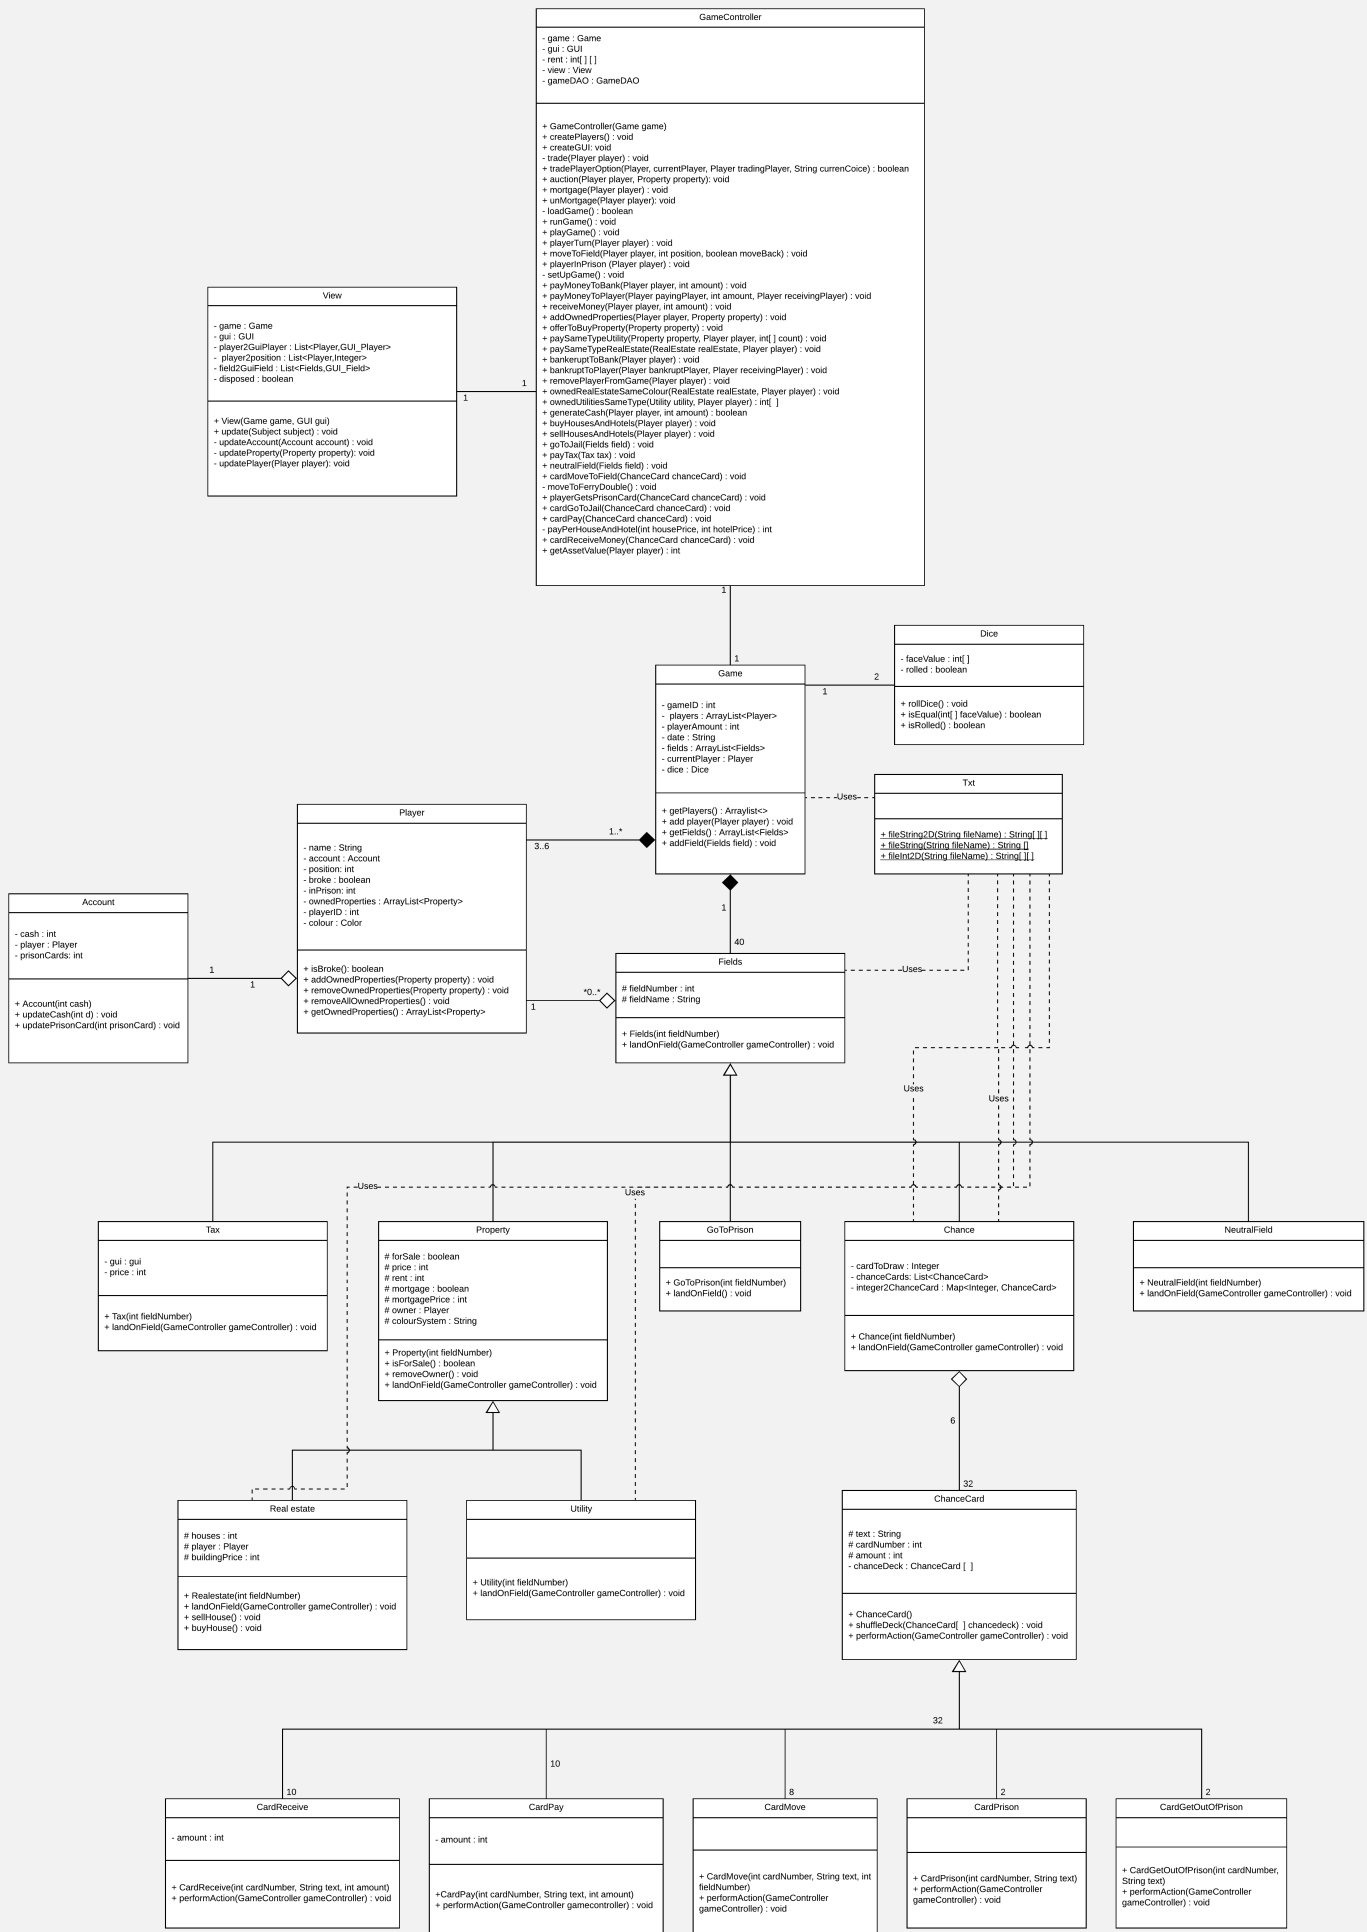 GameController
- game : Game
- gui : GUI
- rent : int[ ] [ ]
- view : View
- gameDAO : GameDAO
+ GameController(Game game)
+ createPlayers() : void
+ createGUI: void
- trade(Player player) : void
+ tradePlayerOption(Player, currentPlayer, Player tradingPlayer, String currenCoice) : boolean
+ auction(Player player, Property property): void
+ mortgage(Player player) : void
+ unMortgage(Player player): void
- loadGame() : boolean
+ runGame() : void
+ playGame() : void
+ playerTurn(Player player) : void
+ moveToField(Player player, int position, boolean moveBack) : void
+ playerInPrison (Player player) : void
- setUpGame() : void
+ payMoneyToBank(Player player, int amount) : void
+ payMoneyToPlayer(Player payingPlayer, int amount, Player receivingPlayer) : void
+ receiveMoney(Player player, int amount) : void
+ addOwnedProperties(Player player, Property property) : void
+ offerToBuyProperty(Property property) : void
+ paySameTypeUtility(Property property, Player player, int[ ] count) : void
+ paySameTypeRealEstate(RealEstate realEstate, Player player) : void
+ bankeruptToBank(Player player) : void
+ bankruptToPlayer(Player bankruptPlayer, Player receivingPlayer) : void
+ removePlayerFromGame(Player player) : void
+ ownedRealEstateSameColour(RealEstate realEstate, Player player) : void
+ ownedUtilitiesSameType(Utility utility, Player player) : int[  ]
+ generateCash(Player player, int amount) : boolean
+ buyHousesAndHotels(Player player) : void
+ sellHousesAndHotels(Player player) : void
+ goToJail(Fields field) : void
+ payTax(Tax tax) : void
+ neutralField(Fields field) : void
+ cardMoveToField(ChanceCard chanceCard) : void
- moveToFerryDouble() : void
+ playerGetsPrisonCard(ChanceCard chanceCard) : void
+ cardGoToJail(ChanceCard chanceCard) : void
+ cardPay(ChanceCard chanceCard) : void
- payPerHouseAndHotel(int housePrice, int hotelPrice) : int
+ cardReceiveMoney(ChanceCard chanceCard) : void
+ getAssetValue(Player player) : int
View
- game : Game
- gui : GUI
- player2GuiPlayer : List<Player,GUI_Player>
-  player2position : List<Player,Integer>
- field2GuiField : List<Fields,GUI_Field>
- disposed : boolean
+ View(Game game, GUI gui)
+ update(Subject subject) : void
- updateAccount(Account account) : void
- updateProperty(Property property): void
- updatePlayer(Player player): void
1
1
1
1
Dice
- faceValue : int[ ]
- rolled : boolean
+ rollDice() : void
+ isEqual(int[ ] faceValue) : boolean
+ isRolled() : boolean
Game
- gameID : int
-  players : ArrayList<Player>
- playerAmount : int
- date : String
- fields : ArrayList<Fields>
- currentPlayer : Player
- dice : Dice
+ getPlayers() : Arraylist<>
+ add player(Player player) : void
+ getFields() : ArrayList<Fields>
+ addField(Fields field) : void
2
1
Txt
+ fileString2D(String fileName) : String[ ][ ]
+ fileString(String fileName) : String []
+ fileInt2D(String fileName) : String[ ][ ]
Uses
Player
- name : String
- account : Account
- position: int
- broke : boolean
- inPrison: int
- ownedProperties : ArrayList<Property>
- playerID : int
- colour : Color
+ isBroke(): boolean
+ addOwnedProperties(Property property) : void
+ removeOwnedProperties(Property property) : void
+ removeAllOwnedProperties() : void
+ getOwnedProperties() : ArrayList<Property>
1..*
3..6
Account
- cash : int
- player : Player
- prisonCards: int
+ Account(int cash)
+ updateCash(int d) : void
+ updatePrisonCard(int prisonCard) : void
1
1
1
40
Fields
# fieldNumber : int
# fieldName : String
+ Fields(int fieldNumber)
+ landOnField(GameController gameController) : void
*0..*
1
Uses
Uses
Uses
Uses
Uses
Tax
- gui : gui
- price : int
+ Tax(int fieldNumber)
+ landOnField(GameController gameController) : void
Property
# forSale : boolean
# price : int
# rent : int
# mortgage : boolean
# mortgagePrice : int
# owner : Player
# colourSystem : String
+ Property(int fieldNumber)
+ isForSale() : boolean
+ removeOwner() : void
+ landOnField(GameController gameController) : void
GoToPrison
+ GoToPrison(int fieldNumber)
+ landOnField() : void
Chance
- cardToDraw : Integer
- chanceCards: List<ChanceCard>
- integer2ChanceCard : Map<Integer, ChanceCard>
+ Chance(int fieldNumber)
+ landOnField(GameController gameController) : void
NeutralField
+ NeutralField(int fieldNumber)
+ landOnField(GameController gameController) : void
6
32
Real estate
# houses : int
# player : Player
# buildingPrice : int
+ Realestate(int fieldNumber)
+ landOnField(GameController gameController) : void
+ sellHouse() : void
+ buyHouse() : void
Utility
+ Utility(int fieldNumber)
+ landOnField(GameController gameController) : void
ChanceCard
# text : String
# cardNumber : int
# amount : int
- chanceDeck : ChanceCard [  ]
+ ChanceCard()
+ shuffleDeck(ChanceCard[  ] chancedeck) : void
+ performAction(GameController gameController) : void
32
10
10
8
2
2
CardReceive
- amount : int
+ CardReceive(int cardNumber, String text, int amount)
+ performAction(GameController gameController) : void
CardPay
- amount : int
+CardPay(int cardNumber, String text, int amount)
+ performAction(GameController gamecontroller) : void
CardMove
+ CardMove(int cardNumber, String text, int
fieldNumber)
+ performAction(GameController
gameController) : void
CardPrison
+ CardPrison(int cardNumber, String text)
+ performAction(GameController
gameController) : void
CardGetOutOfPrison
+ CardGetOutOfPrison(int cardNumber,
String text)
+ performAction(GameController
gameController) : void